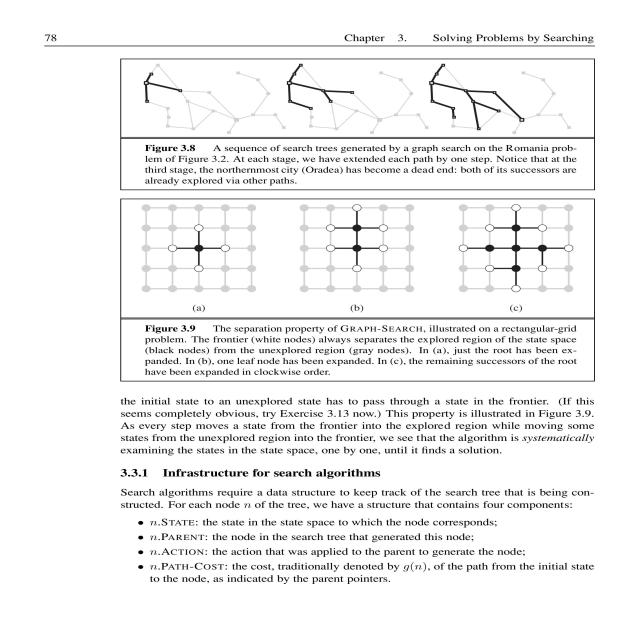 78 Chapter 3. Solving Problems by Searching
Figure 3.8 A sequence of search trees generated by a graph search on the Romania prob-
lem of Figure 3.2. At each stage, we have extended each path by one step. Notice that at the
third stage, the northernmost city (Oradea) has become a dead end: both of its successors are
already explored via other paths.
(a) (b) (c)
Figure 3.9 The separation property of GRAPH-SEARCH, illustrated on a rectangular-grid
problem. The frontier (white nodes) always separates the explored region of the state space
(black nodes) from the unexplored region (gray nodes). In (a), just the root has been ex-
panded. In (b), one leaf node has been expanded. In (c), the remaining successors of the root
have been expanded in clockwise order.
the initial state to an unexplored state has to pass through a state in the frontier. (If this
seems completely obvious, try Exercise 3.13 now.) This property is illustrated in Figure 3.9.
As every step moves a state from the frontier into the explored region while moving some
states from the unexplored region into the frontier, we see that the algorithm is systematically
examining the states in the state space, one by one, until it finds a solution.
3.3.1 Infrastructure for search algorithms
Search algorithms require a data structure to keep track of the search tree that is being con-
structed. For each node n of the tree, we have a structure that contains four components:
• n.STATE: the state in the state space to which the node corresponds;
• n.PARENT: the node in the search tree that generated this node;
• n.ACTION: the action that was applied to the parent to generate the node;
• n.PATH-COST: the cost, traditionally denoted by g(n), of the path from the initial state
to the node, as indicated by the parent pointers.